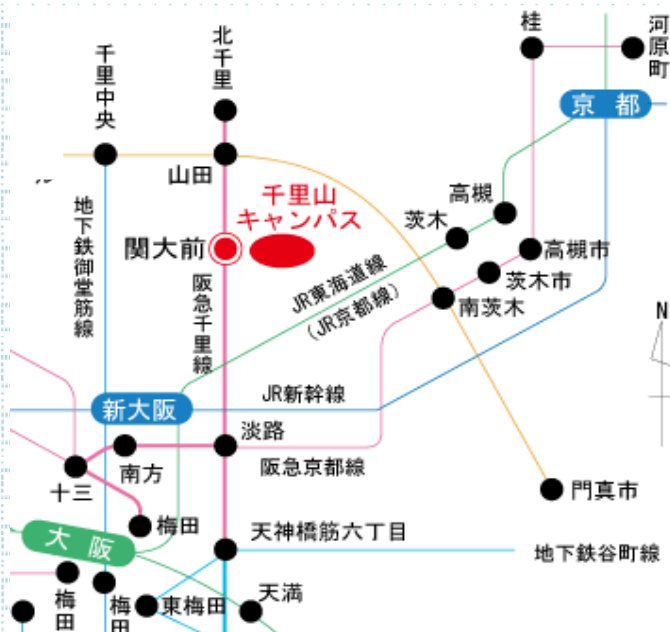 北千里
桂
河原町
千里中央
京都
山田
千里山
キャンパス
高槻
茨木
関大前
高槻市
茨木市
南茨木
地下鉄御堂筋線
阪急千里線
JR東海道線
(JR京都線)
N
JR新幹線
新大阪
淡路
阪急京都線
南方
十三
門真市
梅田
天神橋筋六丁目
地下鉄谷町線
大阪
梅田
梅田
東梅田
天満